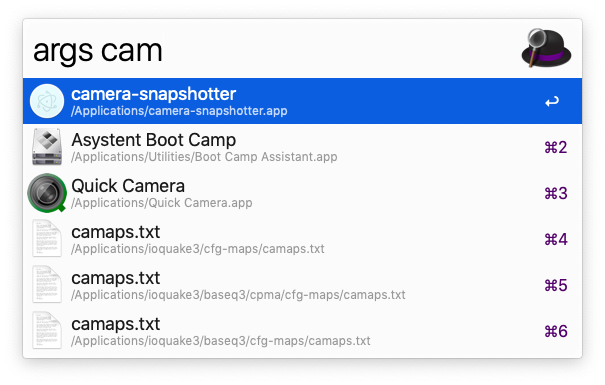 args cam
camera-snapshotter
/Applications/camera-snapshotter.app
↩
Asystent Boot Camp
/Applications/Utilities/Boot Camp Assistant.app
⌘2
Quick Camera
/Applications/Quick Camera.app
⌘3
camaps.txt
/Applications/ioquake3/cfg-maps/camaps.txt
⌘4
camaps.txt
/Applications/ioquake3/baseq3/cpma/cfg-maps/camaps.txt
⌘5
camaps.txt
/Applications/ioquake3/baseq3/cfg-maps/camaps.txt
⌘6